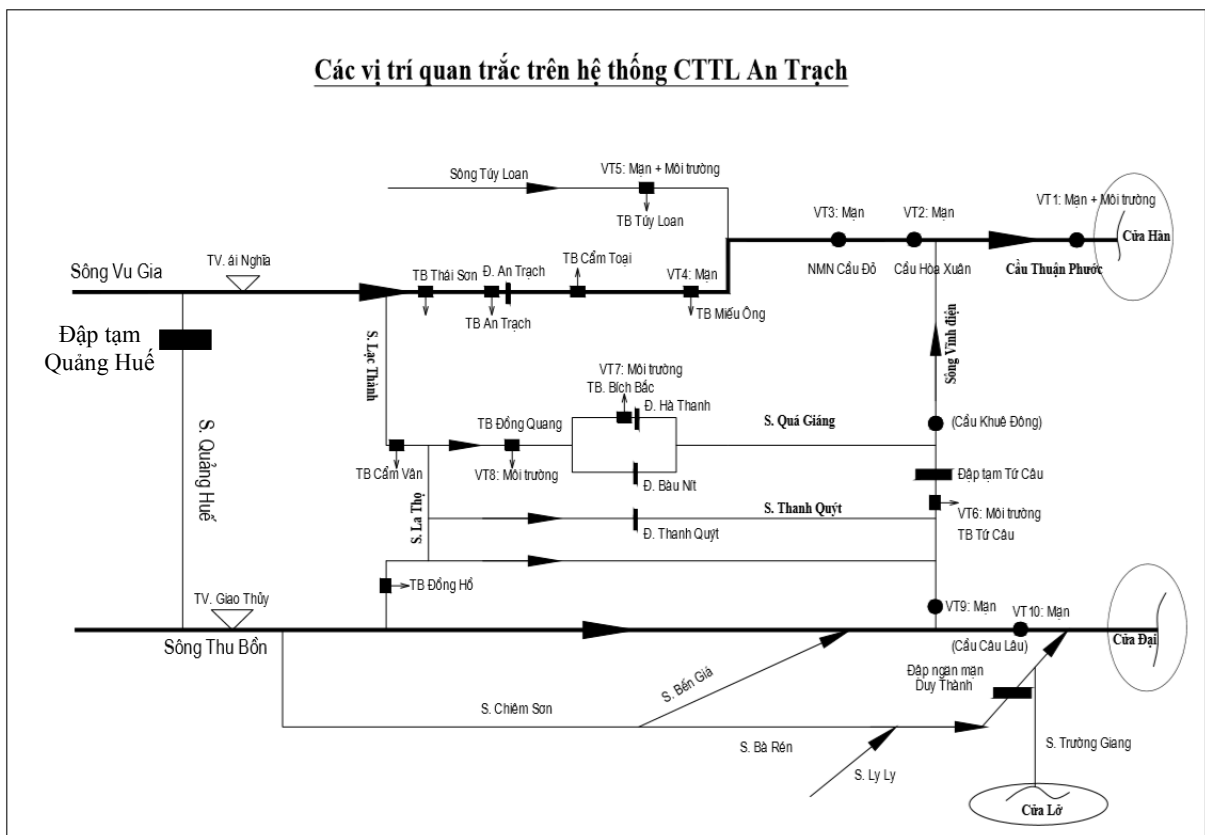 Các vị trí quan trắc trên hệ thống CTTL An Trạch
VT5: Mạn + Môi trường
Sông Túy Loan
TB Túy Loan
VT3: Mạn
VT2: Mạn
VT1: Mạn + Môi trường
Cửa Hàn
NMN Cầu Đỏ
Cầu Hòa Xuân
Cầu Thuận Phước
Sông Vu Gia
TV. ái Nghĩa
TB Thái Sơn
Đ. An Trạch
TB Cẩm Toại
VT4: Mạn
TB An Trạch
TB Miếu Ông
Đập tạm
Quảng Huế
S. Lạc Thành
Sông Vĩnh điện
VT7: Môi trường
TB. Bích Bắc
Đ. Hà Thanh
TB Đồng Quang
S. Quá Giáng
(Cầu Khuê Đông)
S. Quảng Huế
TB Cẩm Vân
VT8: Môi trường
Đ. Bàu Nít
Đập tạm Tứ Câu
S. La Thọ
S. Thanh Quýt
Đ. Thanh Quýt
VT6: Môi trường
TB Tứ Câu
TB Đồng Hồ
TV. Giao Thủy
VT9: Mạn
VT10: Mạn
Sông Thu Bồn
(Cầu Câu Lâu)
Cửa Đại
S. Bến Giá
Đập ngăn mạn
Duy Thành
S. Chiêm Sơn
S. Bà Rén
S. Trường Giang
S. Ly Ly
Cửa Lở